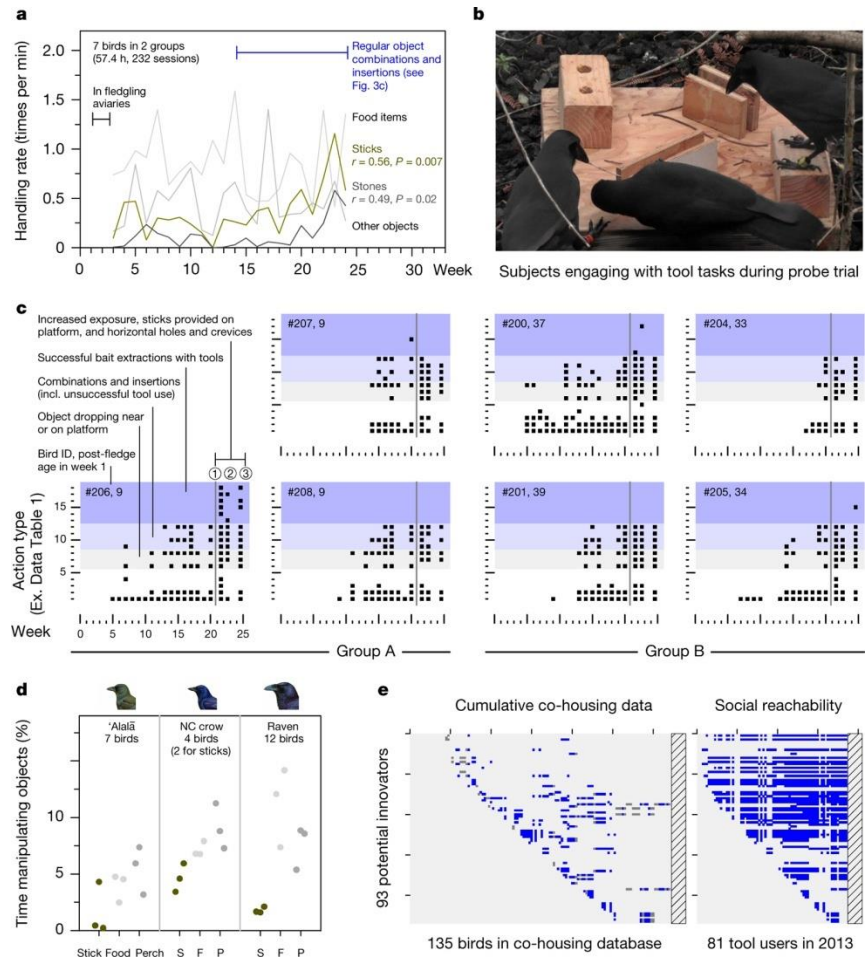 a
7 birds in 2 groups
(57.4 h, 232 sessions)
Regular object
combinations and
insertions (see
Fig. 3c)
In fledgling
aviaries
Food items
Sticks
r = 0.56, P = 0.007
Stones
r = 0.49, P = 0.02
Other objects
Handling rate (times per min)
2.0
1.5
1.0
0.5
0
0 5 10 15 20 25 30 Week
b
Subjects engaging with tool tasks during probe trial
c
Increased exposure, sticks provided on
platform, and horizontal holes and crevices
Successful bait extractions with tools
Combinations and insertions
(incl. unsuccessful tool use)
Object dropping near
or on platform
Bird ID, post-fledge
age in week 1
1 2 3
#207, 9
#200, 37
#204, 33
#206, 9
#208, 9
#201, 39
#205, 34
Action type
(Ex. Data Table 1)
15
10
5
Week 0 5 10 15 20 25
Group A
Group B
d
ʻAlalā
7 birds
NC crow
4 birds
(2 for sticks)
Raven
12 birds
Time manipulating objects (%)
10
5
0
Stick Food Perch S F P S F P
e
Cumulative co-housing data
Social reachability
93 potential innovators
135 birds in co-housing database
81 tool users in 2013